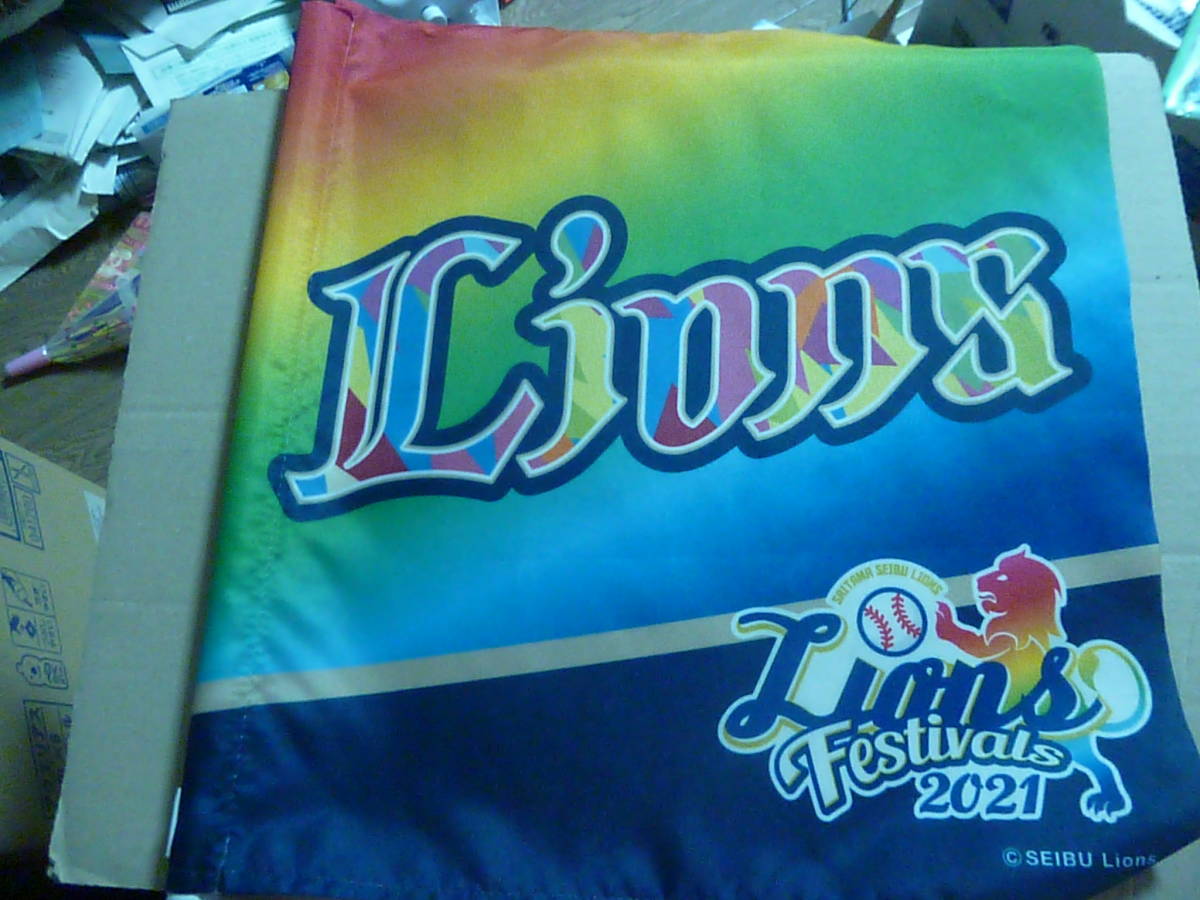 Lions
SAITAMA SEIBU LIONS
Lions
Festivals
2021
©SEIBU Lions